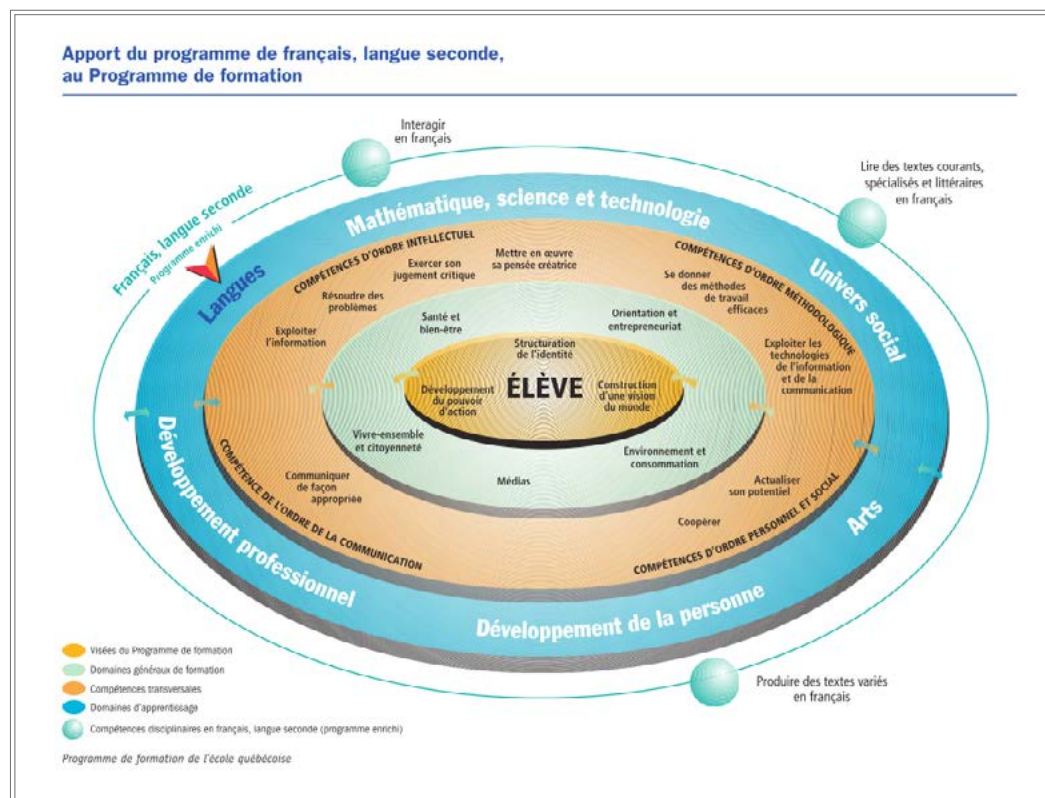 Apport du programme de français, langue seconde,
au Programme de formation
Interagir
en français
Lire des textes courants,
spécialisés et littéraires
en français
Français, langue seconde
Programme enrichi
Langues
Mathématique, science et technologie
Univers social
Arts
Développement de la personne
Développement professionnel
COMPÉTENCES D'ORDRE INTELLECTUEL
COMPÉTENCES D'ORDRE MÉTHODOLOGIQUE
Exploiter
l'information
Résoudre des
problèmes
Exercer son
jugement critique
Mettre en œuvre
sa pensée créatrice
Se donner
des méthodes
de travail
efficaces
Exploiter les
technologies
de l'information
et de la
communication
Santé et
bien-être
Orientation et
entrepreneuriat
Structuration
de l'identité
ÉLÈVE
Développement
du pouvoir
d'action
Construction
d'une vision
du monde
Vivre-ensemble
et citoyenneté
Médias
Environnement et
consommation
Communiquer
de façon
appropriée
Actualiser
son potentiel
Coopérer
COMPÉTENCE DE L'ORDRE DE LA COMMUNICATION
COMPÉTENCES D'ORDRE PERSONNEL ET SOCIAL
Produire des textes variés
en français
Visées du Programme de formation
Domaines généraux de formation
Compétences transversales
Domaines d'apprentissage
Compétences disciplinaires en français, langue seconde (programme enrichi)
Programme de formation de l'école québécoise